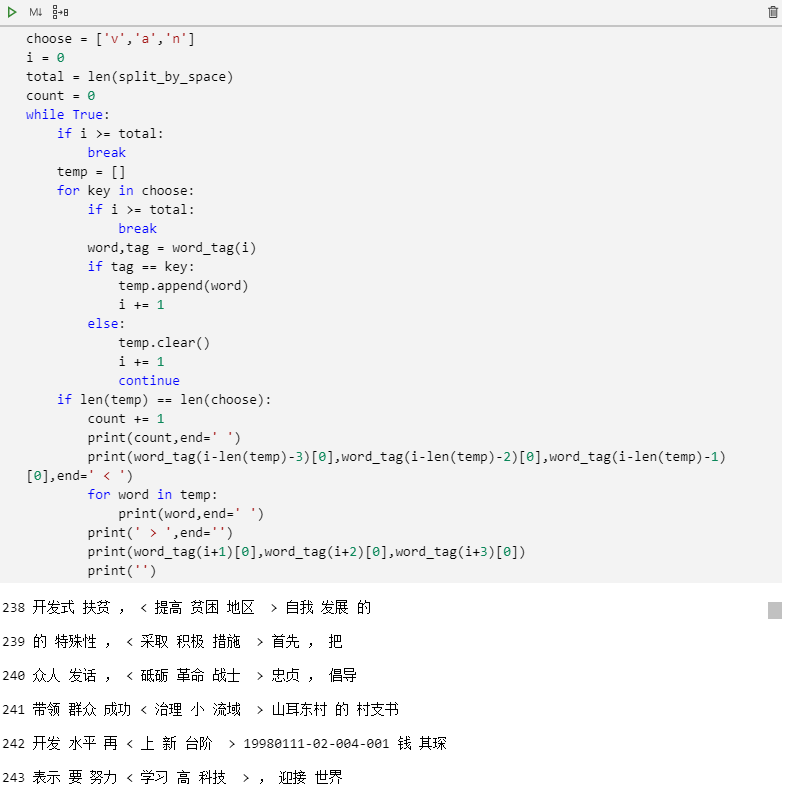 M↓
choose = ['v','a','n']
i = 0
total = len(split_by_space)
count = 0
while True:
    if i >= total:
        break
    temp = []
    for key in choose:
        if i >= total:
            break
        word,tag = word_tag(i)
        if tag == key:
            temp.append(word)
            i += 1
        else:
            temp.clear()
            i += 1
            continue
    if len(temp) == len(choose):
        count += 1
        print(count,end=' ')
        print(word_tag(i-len(temp)-3)[0],word_tag(i-len(temp)-2)[0],word_tag(i-len(temp)-1)
[0],end=' < ')
        for word in temp:
            print(word,end=' ')
        print(' > ',end='')
        print(word_tag(i+1)[0],word_tag(i+2)[0],word_tag(i+3)[0])
        print('')
238 开发式 扶贫 ， < 提高 贫困 地区  > 自我 发展 的
239 的 特殊性 ， < 采取 积极 措施  > 首先 ， 把
240 众人 发话 ， < 砥砺 革命 战士  > 忠贞 ， 倡导
241 带领 群众 成功 < 治理 小 流域  > 山耳东村 的 村支书
242 开发 水平 再 < 上 新 台阶  > 19980111-02-004-001 钱 其琛
243 表示 要 努力 < 学习 高 科技  > ， 迎接 世界